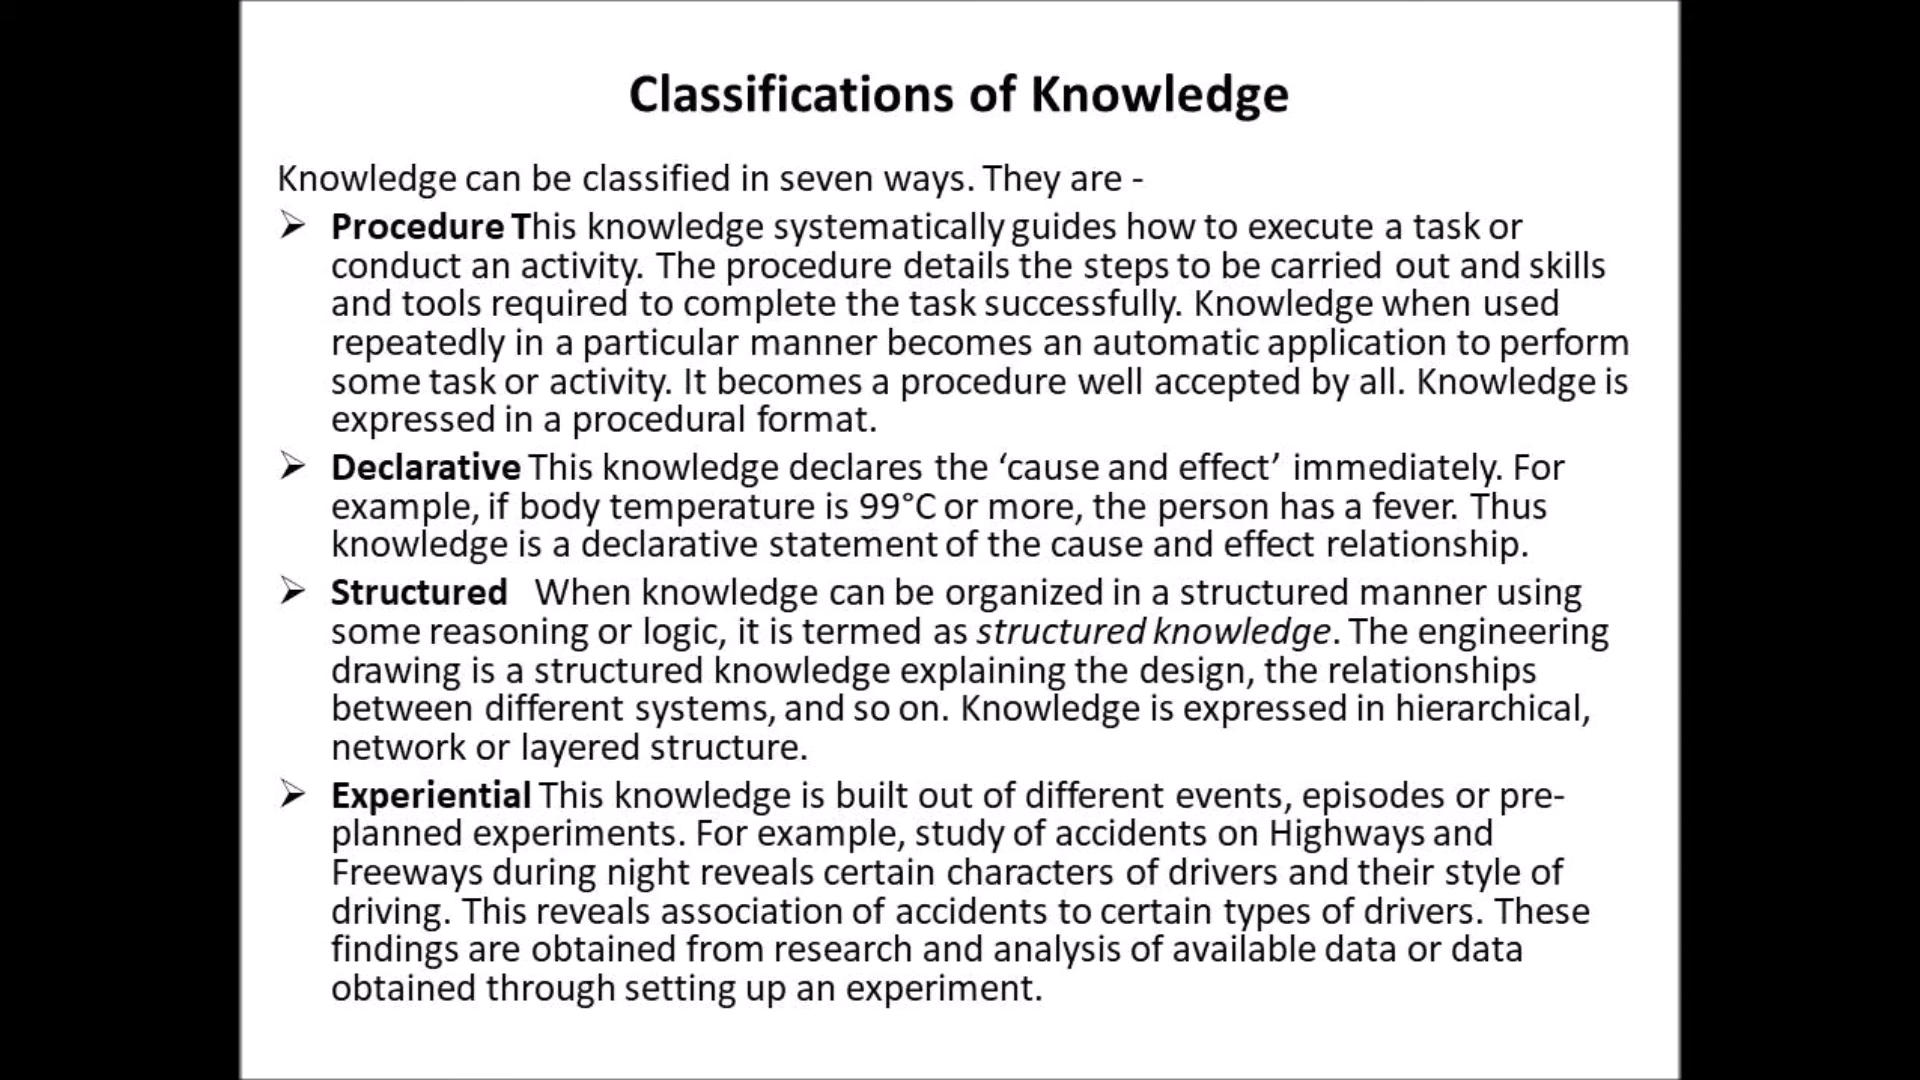 Classifications of Knowledge
Knowledge can be classified in seven ways. They are -
➢ Procedure This knowledge systematically guides how to execute a task or
conduct an activity. The procedure details the steps to be carried out and skills
and tools required to complete the task successfully. Knowledge when used
repeatedly in a particular manner becomes an automatic application to perform
some task or activity. It becomes a procedure well accepted by all. Knowledge is
expressed in a procedural format.
➢ Declarative This knowledge declares the ‘cause and effect’ immediately. For
example, if body temperature is 99°C or more, the person has a fever. Thus
knowledge is a declarative statement of the cause and effect relationship.
➢ Structured When knowledge can be organized in a structured manner using
some reasoning or logic, it is termed as structured knowledge. The engineering
drawing is a structured knowledge explaining the design, the relationships
between different systems, and so on. Knowledge is expressed in hierarchical,
network or layered structure.
➢ Experiential This knowledge is built out of different events, episodes or pre-
planned experiments. For example, study of accidents on Highways and
Freeways during night reveals certain characters of drivers and their style of
driving. This reveals association of accidents to certain types of drivers. These
findings are obtained from research and analysis of available data or data
obtained through setting up an experiment.